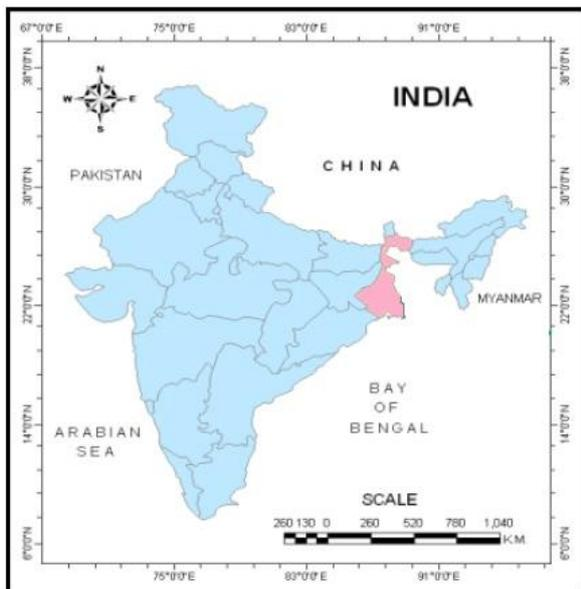 67°0'0"E 75°0'0"E 83°0'0"E 91°0'0"E
38°0'0"N 38°0'0"N
N
W E
S
INDIA
CHINA
PAKISTAN
30°0'0"N 30°0'0"N
MYANMAR
22°0'0"N 22°0'0"N
BAY
OF
BENGAL
ARABIAN
SEA
14°0'0"N 14°0'0"N
SCALE
260 130 0 260 520 780 1,040
K.M.
6°0'0"N 6°0'0"N
75°0'0"E 83°0'0"E 91°0'0"E